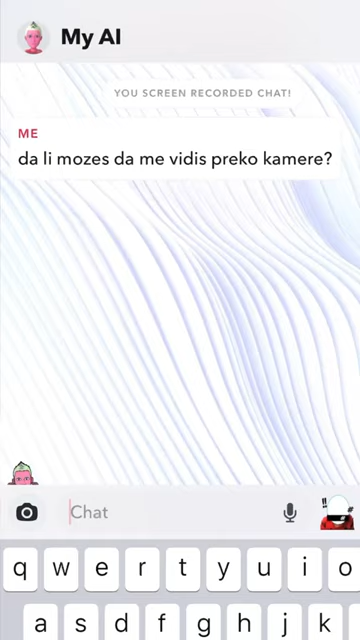 My AI
YOU SCREEN RECORDED CHAT!
ME
da li mozes da me vidis preko kamere?
Chat
q w e r t y u i o
a s d f g h j k